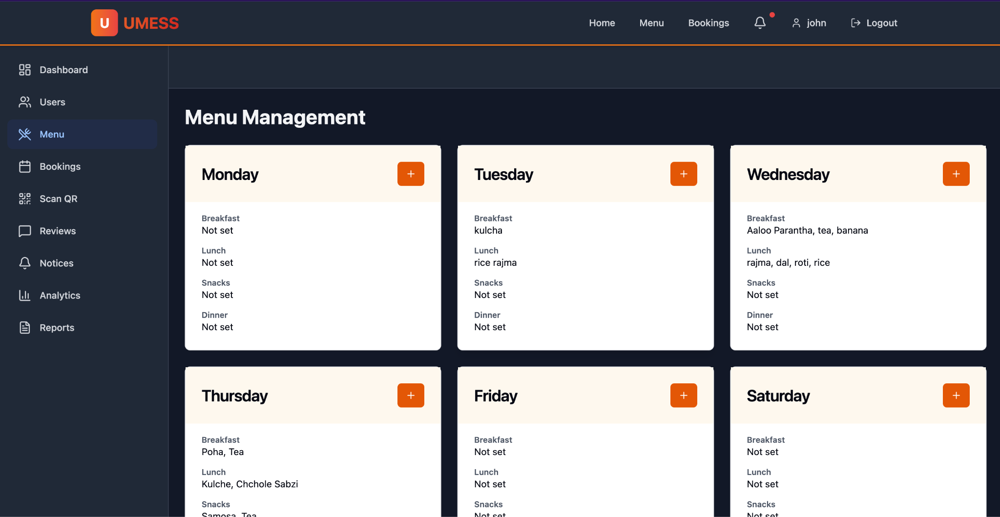 U UMESS
Home Menu Bookings john Logout
Dashboard
Users
Menu
Bookings
Scan QR
Reviews
Notices
Analytics
Reports
Menu Management
Monday
+
Breakfast
Not set
Lunch
Not set
Snacks
Not set
Dinner
Not set
Tuesday
+
Breakfast
kulcha
Lunch
rice rajma
Snacks
Not set
Dinner
Not set
Wednesday
+
Breakfast
Aaloo Parantha, tea, banana
Lunch
rajma, dal, roti, rice
Snacks
Not set
Dinner
Not set
Thursday
+
Breakfast
Poha, Tea
Lunch
Kulche, Chchole Sabzi
Snacks
Samosa, Tea
Friday
+
Breakfast
Not set
Lunch
Not set
Snacks
Not set
Saturday
+
Breakfast
Not set
Lunch
Not set
Snacks
Not set